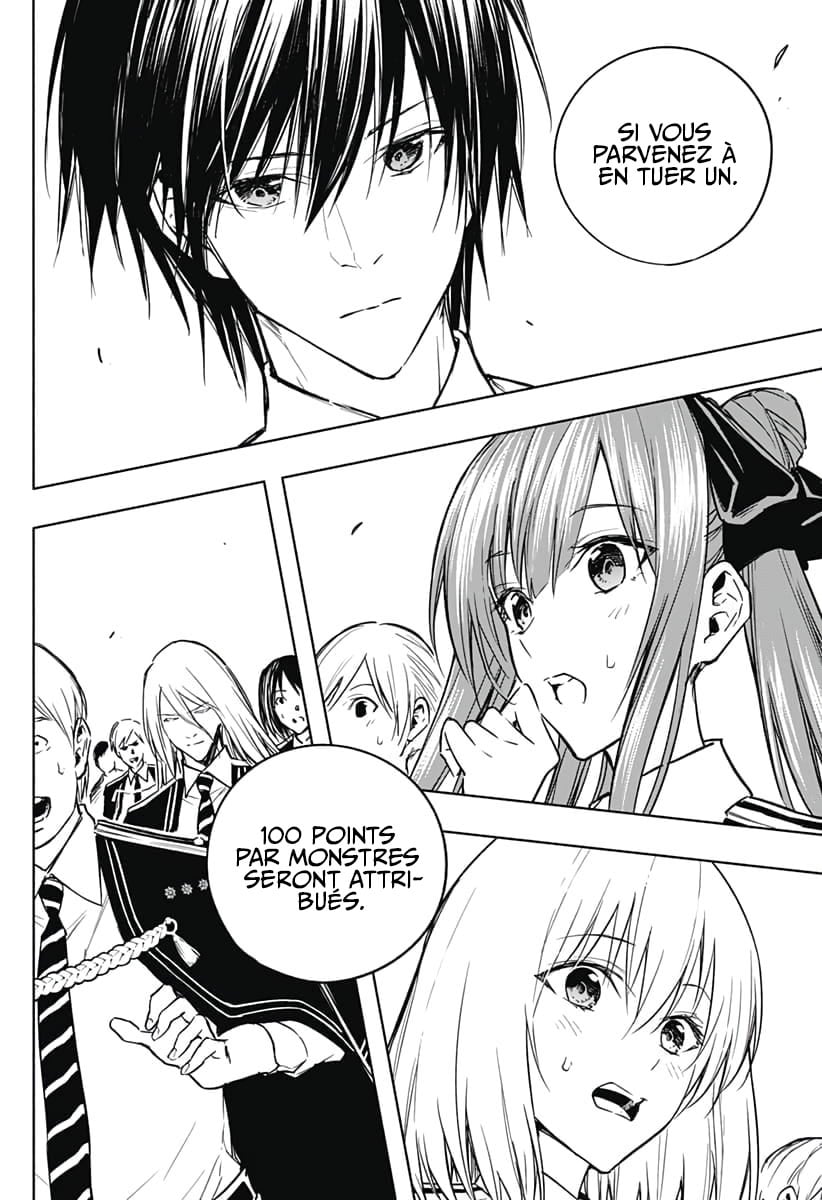 SI VOUS
PARVENEZ À
EN TUER UN.
100 POINTS
PAR MONSTRES
SERONT ATTRI-
BUÉS.